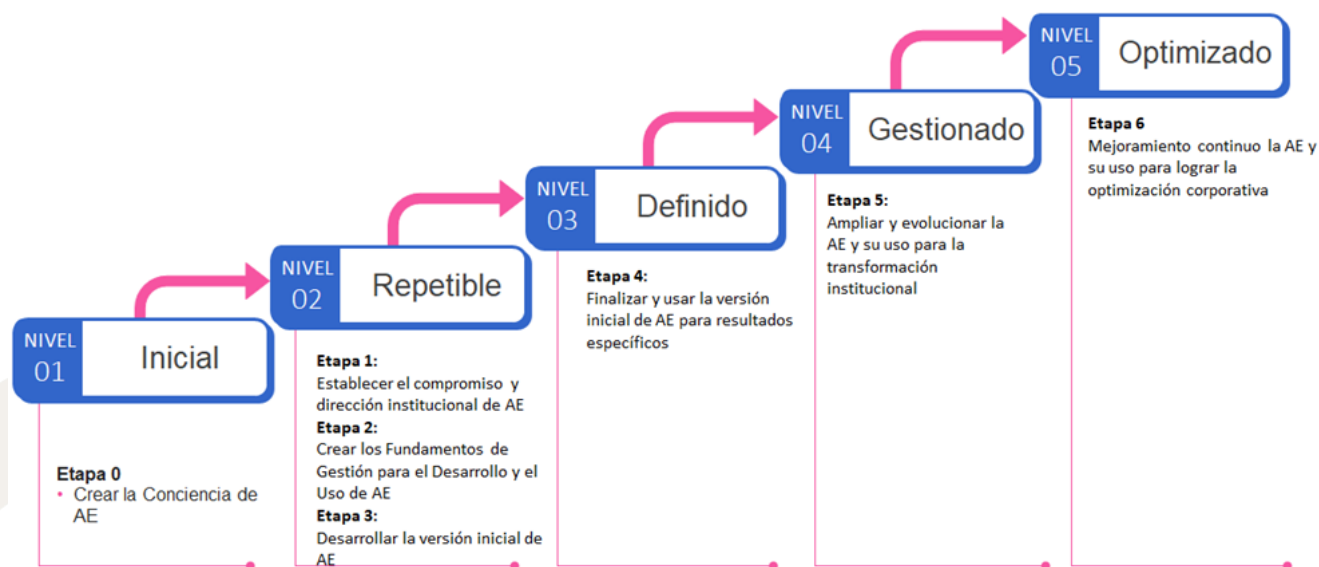 NIVEL
01
Inicial
Etapa 0
• Crear la Conciencia de
AE
NIVEL
02
Repetible
Etapa 1:
Establecer el compromiso y
dirección institucional de AE
Etapa 2:
Crear los Fundamentos de
Gestión para el Desarrollo y el
Uso de AE
Etapa 3:
Desarrollar la versión inicial de
AE
NIVEL
03
Definido
Etapa 4:
Finalizar y usar la versión
inicial de AE para resultados
específicos
NIVEL
04
Gestionado
Etapa 5:
Ampliar y evolucionar la
AE y su uso para la
transformación
institucional
NIVEL
05
Optimizado
Etapa 6
Mejoramiento continuo la AE y
su uso para lograr la
optimización corporativa